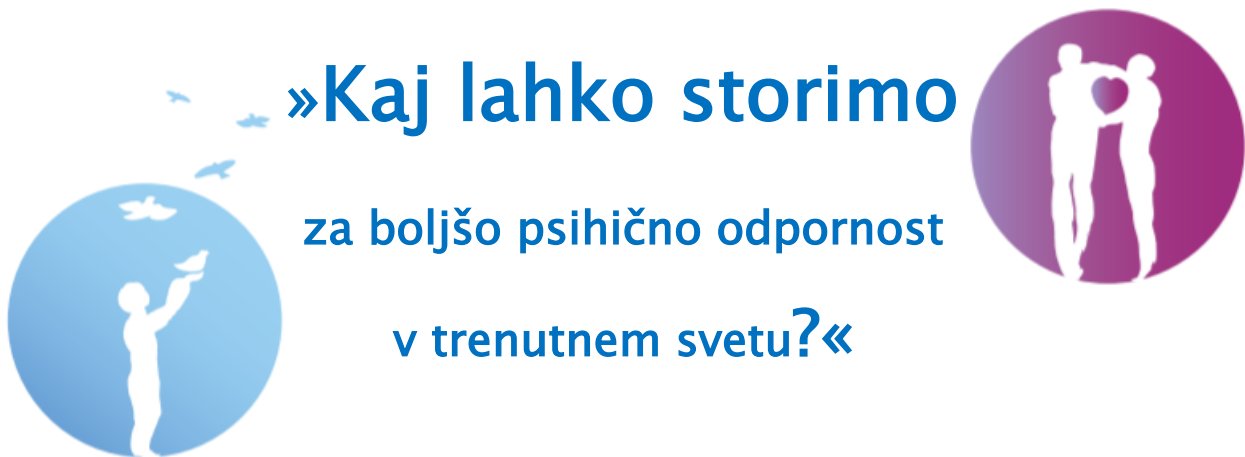 »Kaj lahko storimo
za boljšo psihično odpornost
v trenutnem svetu?«